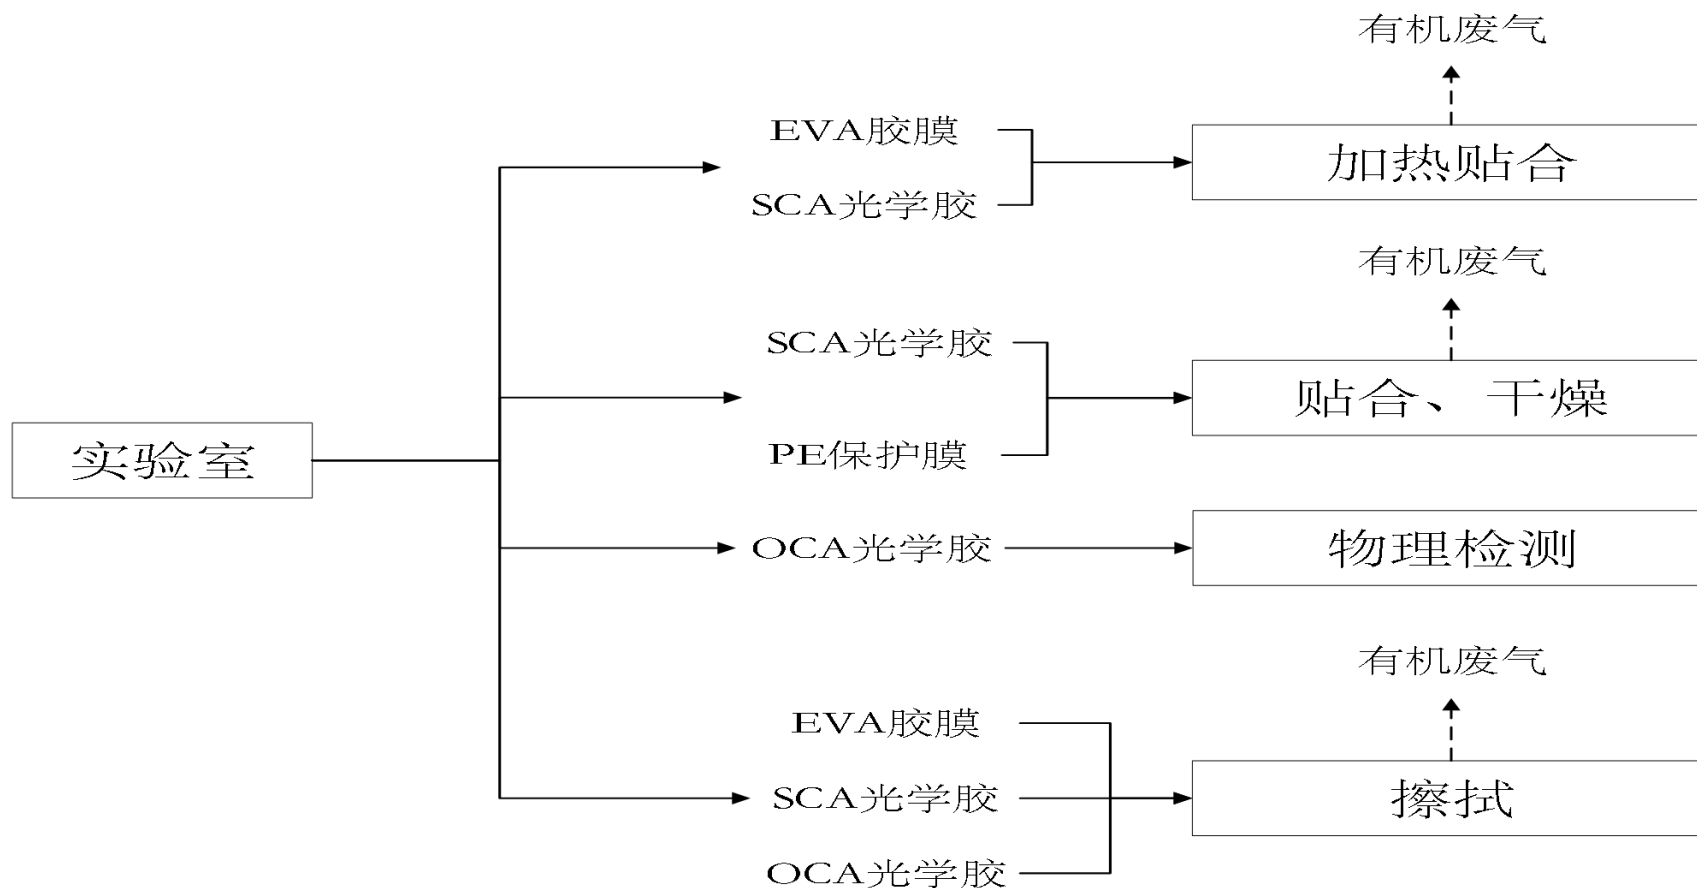 有机废气
EVA胶膜
加热贴合
SCA光学胶
有机废气
SCA光学胶
贴合、干燥
实验室
PE保护膜
OCA光学胶
物理检测
有机废气
EVA胶膜
SCA光学胶
擦拭
OCA光学胶